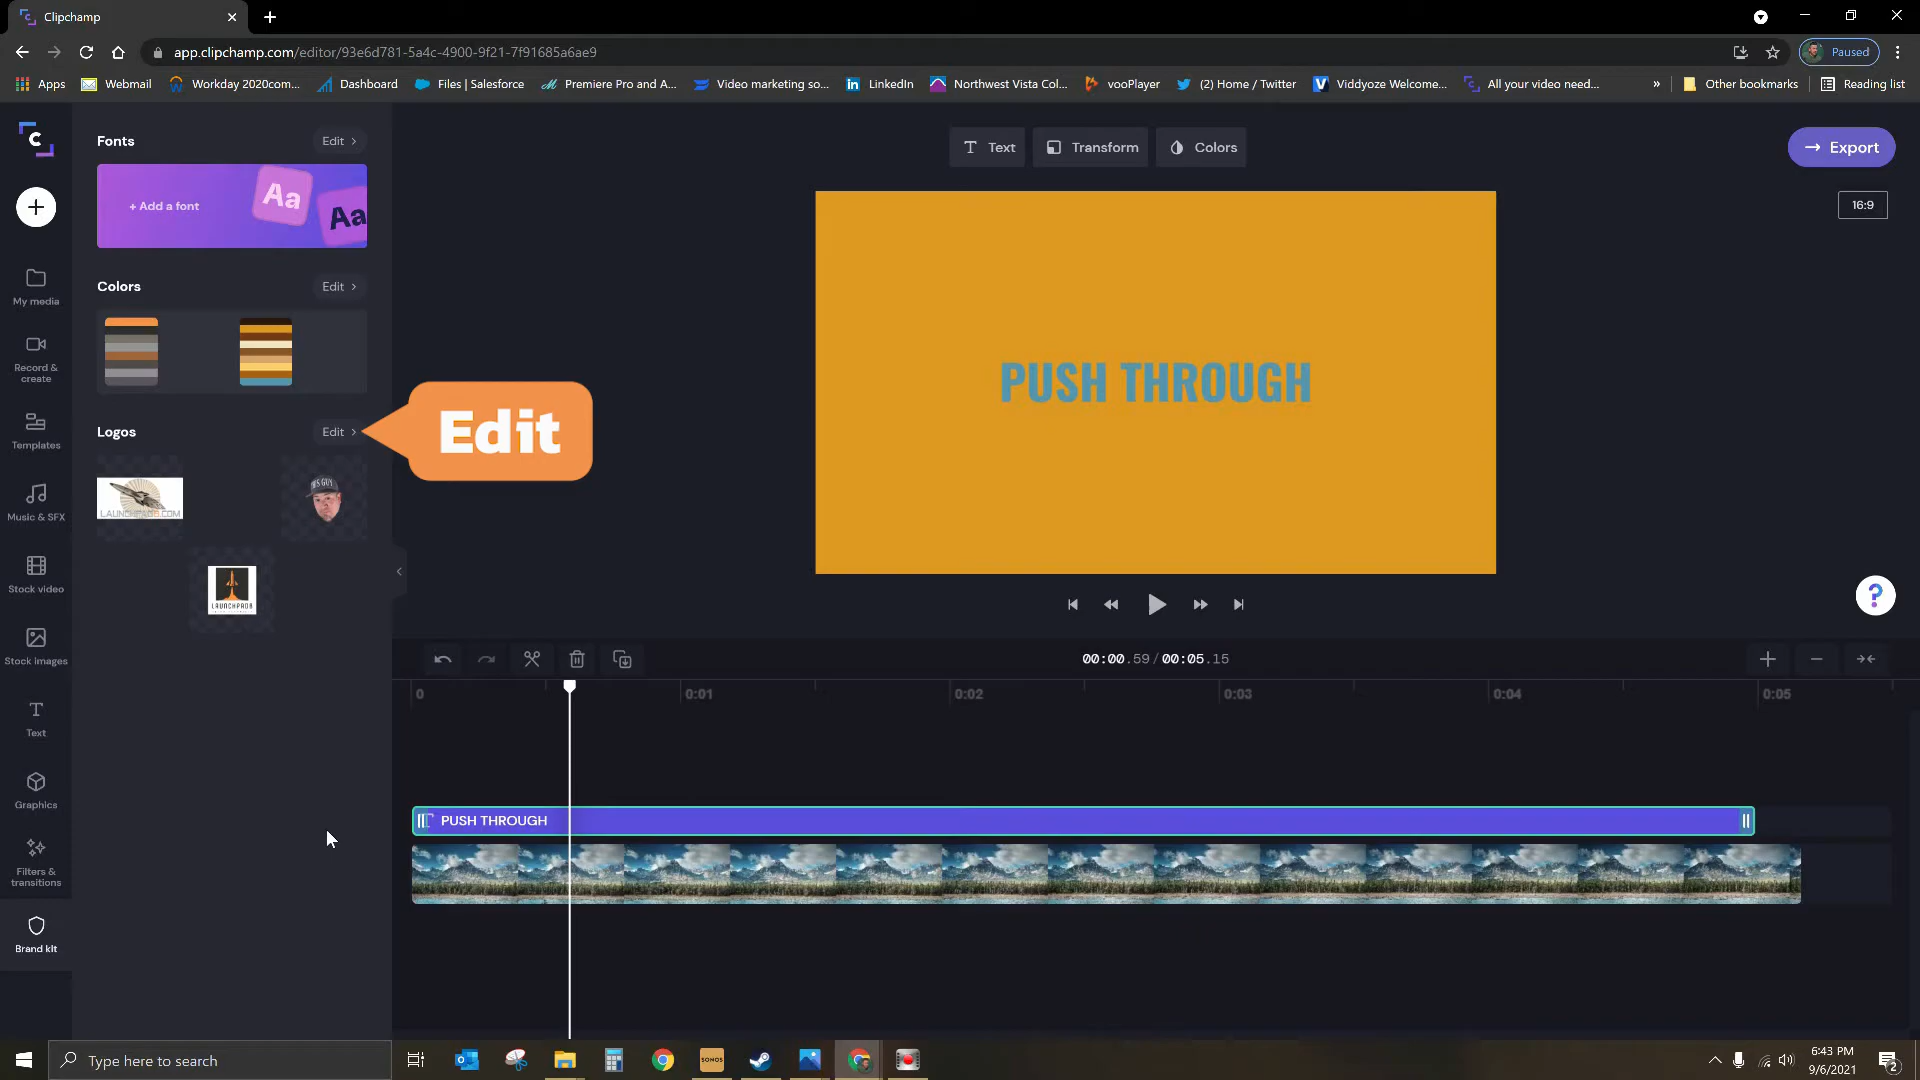 Clipchamp
app.clipchamp.com/editor/93e6d781-5a4c-4900-9f21-7f91685a6ae9
Paused
Apps
Webmail
Workday 2020com...
Dashboard
Files | Salesforce
Premiere Pro and A...
Video marketing so...
LinkedIn
Northwest Vista Col...
vooPlayer
(2) Home / Twitter
Viddyoze Welcome...
All your video need...
»
Other bookmarks
Reading list
Fonts
Edit >
+ Add a font
Aa
Aa
Colors
Edit >
Logos
Edit >
Edit
LAUNCHPAD8.COM
LAUNCHPAD8
My media
Record & create
Templates
Music & SFX
Stock video
Stock images
Text
Graphics
Filters & transitions
Brand kit
Text
Transform
Colors
Export
16:9
PUSH THROUGH
?
00:00.59 / 00:05.15
0
0:01
0:02
0:03
0:04
0:05
PUSH THROUGH
Type here to search
SONOS
6:43 PM
9/6/2021
2